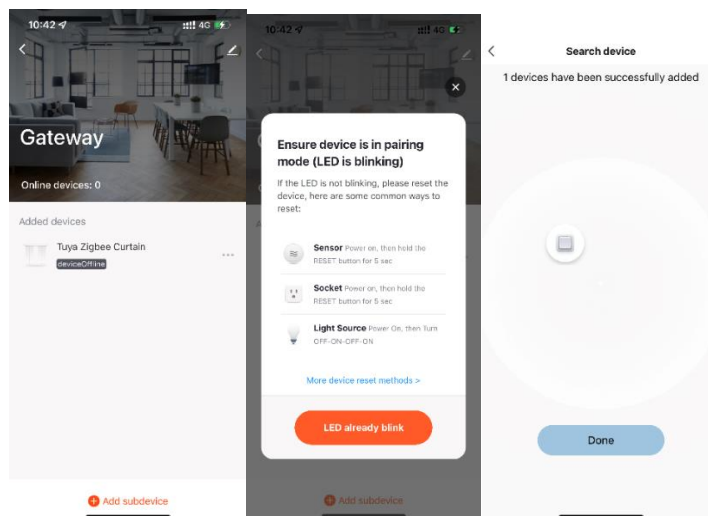 10:42
4G
Gateway
Online devices: 0
Added devices
Tuya Zigbee Curtain
deviceOffline
Add subdevice
10:42
4G
Ensure device is in pairing
mode (LED is blinking)
If the LED is not blinking, please reset the
device, here are some common ways to
reset:
Sensor Power on, then hold the
RESET button for 5 sec
Socket Power on, then hold the
RESET button for 5 sec
Light Source Power On, then Turn
OFF-ON-OFF-ON
More device reset methods >
LED already blink
Add subdevice
Search device
1 devices have been successfully added
Done